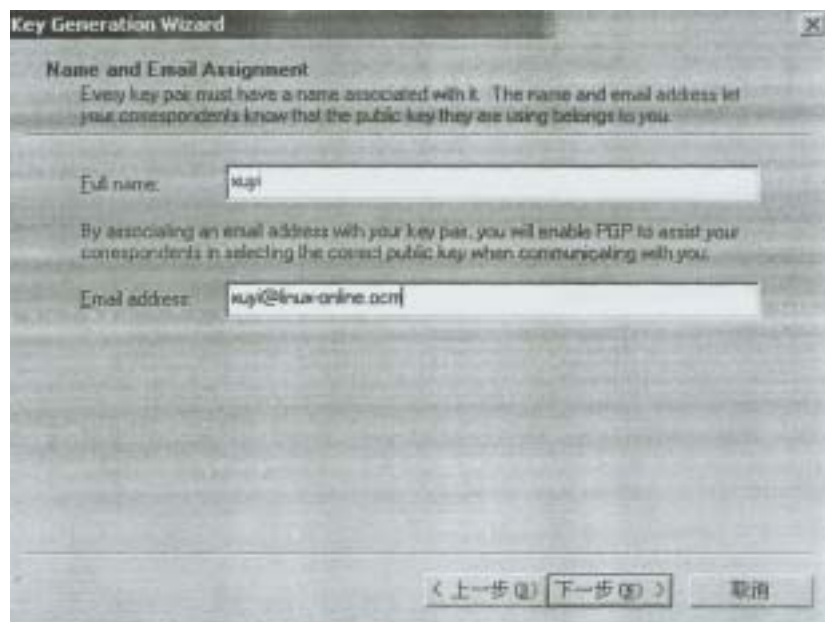 Key Generation Wizard
Name and Email Assignment
Every key pair must have a name associated with it. The name and email address let
your correspondents know that the public key they are using belongs to you.
Full name:
xuyi
By associating an email address with your key pair, you will enable PGP to assist your
correspondents in selecting the correct public key when communicating with you.
Email address:
xuyi@linux-online.ocm
< 上一步(B) 下一步(N) > 取消